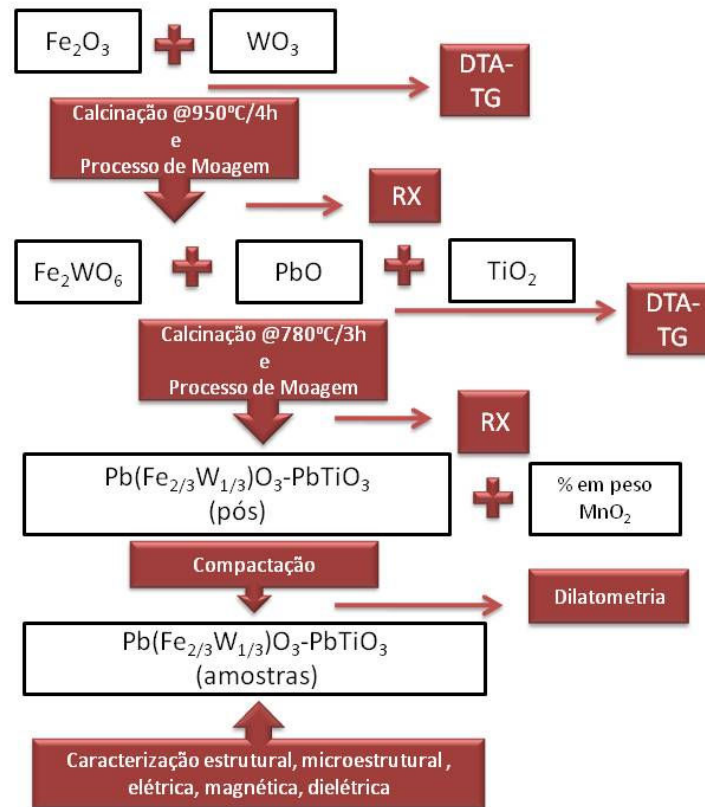 Fe₂O₃
WO₃
DTA-
TG
Calcinação @950ºC/4h
e
Processo de Moagem
RX
Fe₂WO₆
PbO
TiO₂
DTA-
TG
Calcinação @780ºC/3h
e
Processo de Moagem
RX
Pb(Fe₂/₃W₁/₃)O₃-PbTiO₃
(pós)
% em peso
MnO₂
Compactação
Dilatometria
Pb(Fe₂/₃W₁/₃)O₃-PbTiO₃
(amostras)
Caracterização estrutural, microestrutural ,
elétrica, magnética, dielétrica